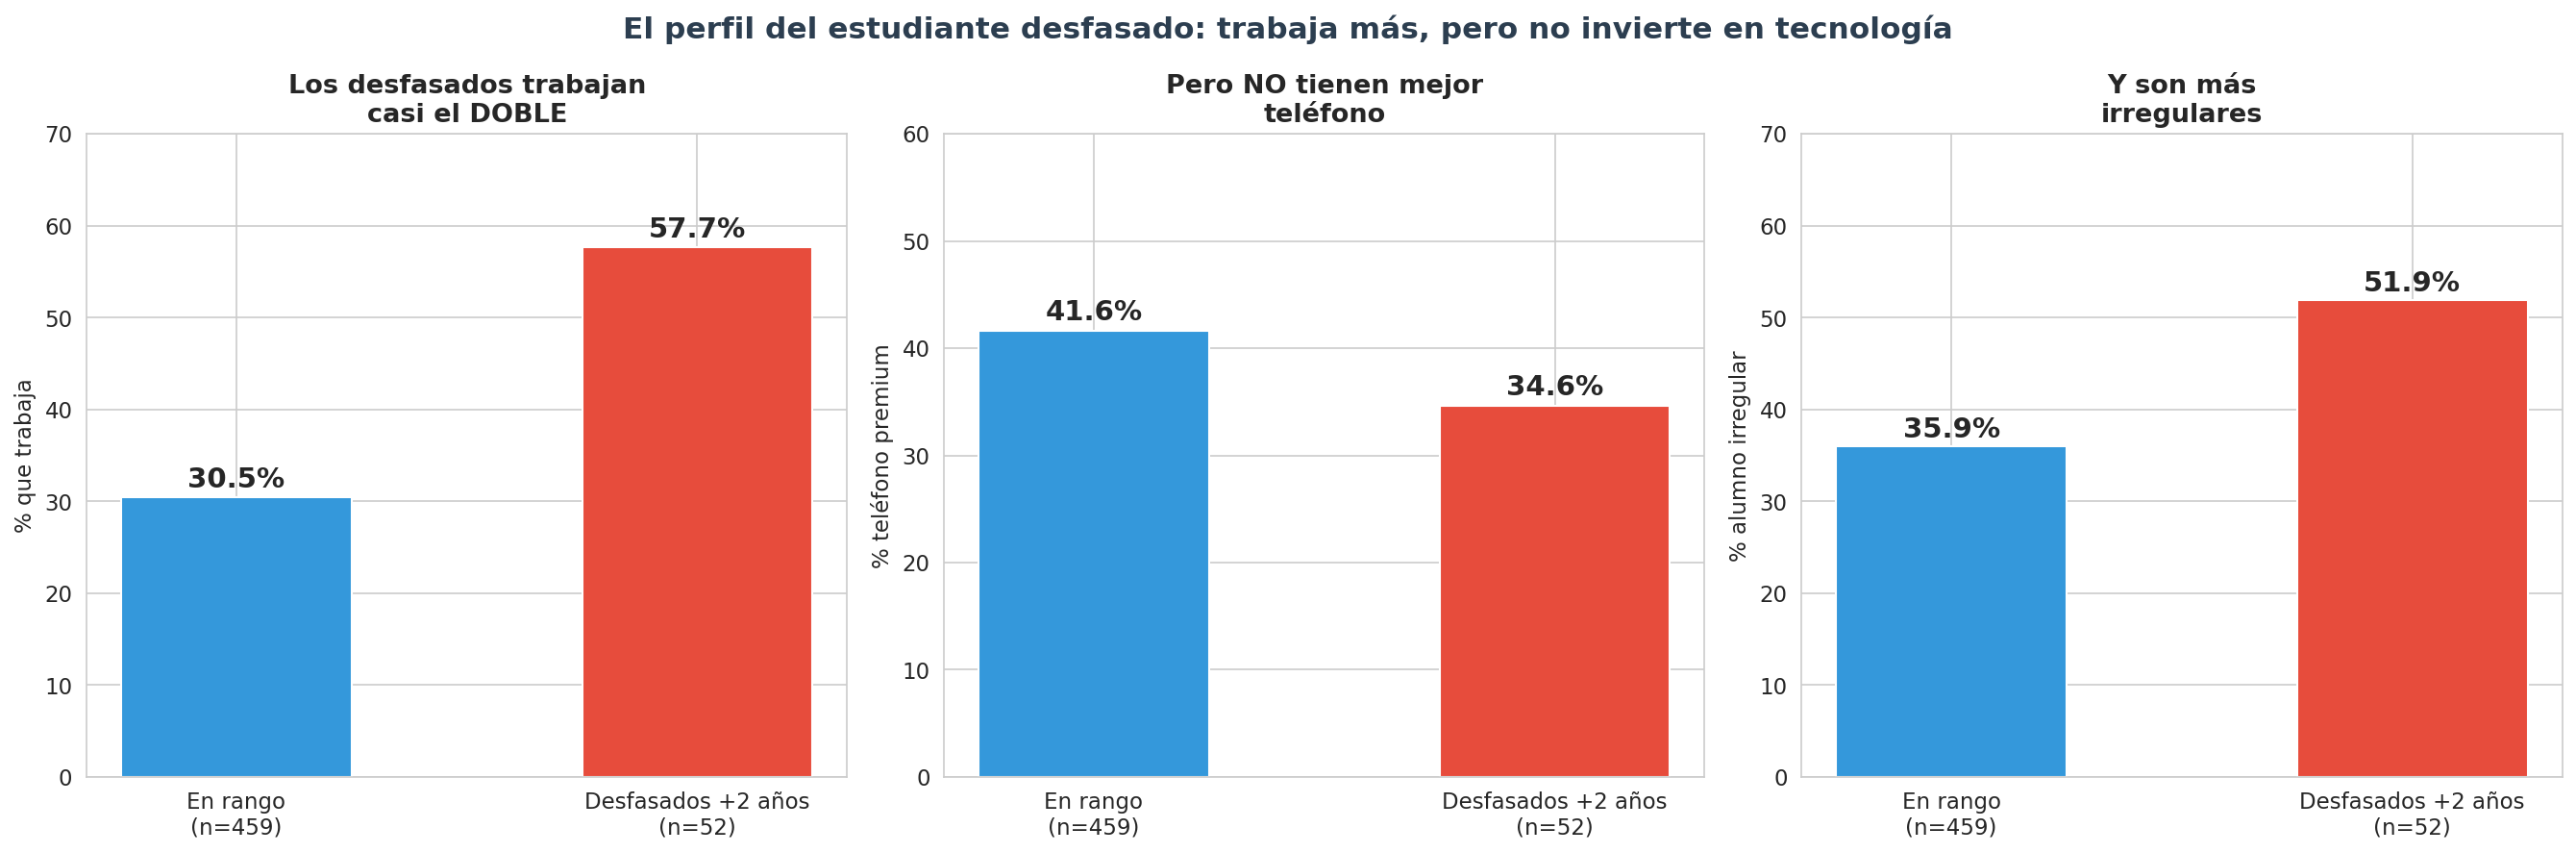 El perfil del estudiante desfasado: trabaja más, pero no invierte en tecnología
Los desfasados trabajan
casi el DOBLE
% que trabaja
70
60
50
40
30
20
10
0
30.5%
57.7%
En rango
(n=459)
Desfasados +2 años
(n=52)
Pero NO tienen mejor
teléfono
% teléfono premium
60
50
40
30
20
10
0
41.6%
34.6%
En rango
(n=459)
Desfasados +2 años
(n=52)
Y son más
irregulares
% alumno irregular
70
60
50
40
30
20
10
0
35.9%
51.9%
En rango
(n=459)
Desfasados +2 años
(n=52)